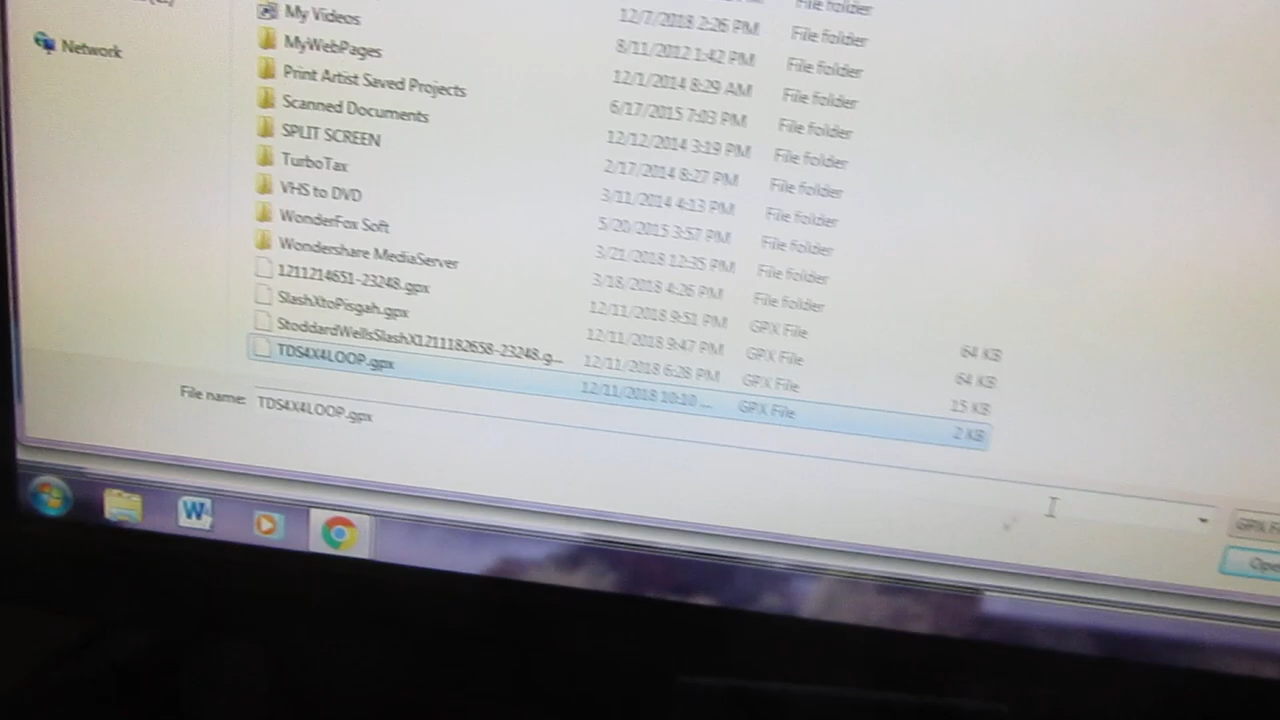 File folder
12/7/2018 2:26 PM File folder
My Videos 8/11/2012 1:42 PM File folder
Network
MyWebPages 12/1/2014 8:29 AM File folder
Print Artist Saved Projects 6/17/2015 7:03 PM File folder
Scanned Documents 12/12/2014 3:19 PM File folder
SPLIT SCREEN 2/17/2014 8:27 PM File folder
TurboTax 3/11/2014 4:13 PM File folder
VHS to DVD 5/20/2015 3:57 PM File folder
WonderFox Soft 3/21/2018 12:35 PM File folder
Wondershare MediaServer 3/18/2018 4:26 PM File folder
1211214651-23248.gpx 12/11/2018 9:51 PM GPX File 64 KB
SlashXtoPisgah.gpx 12/11/2018 9:47 PM GPX File 64 KB
StoddardWellsSlashX1211182658-23248.g... 12/11/2018 6:28 PM GPX File 15 KB
TDS4X4LOOP.gpx 12/11/2018 10:10 ... GPX File 2 KB
File name: TDS4X4LOOP.gpx
GPX F
Ope
W